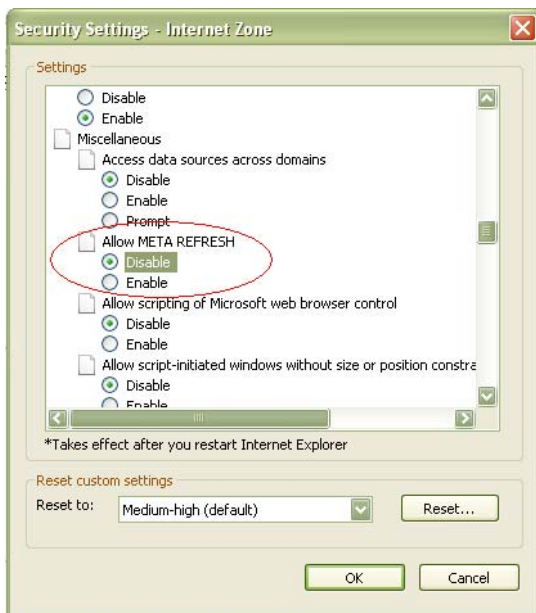 Security Settings - Internet Zone
Settings
Disable
Enable
Miscellaneous
Access data sources across domains
Disable
Enable
Prompt
Allow META REFRESH
Disable
Enable
Allow scripting of Microsoft web browser control
Disable
Enable
Allow script-initiated windows without size or position constra
Disable
Enable
*Takes effect after you restart Internet Explorer
Reset custom settings
Reset to: Medium-high (default) Reset...
OK Cancel